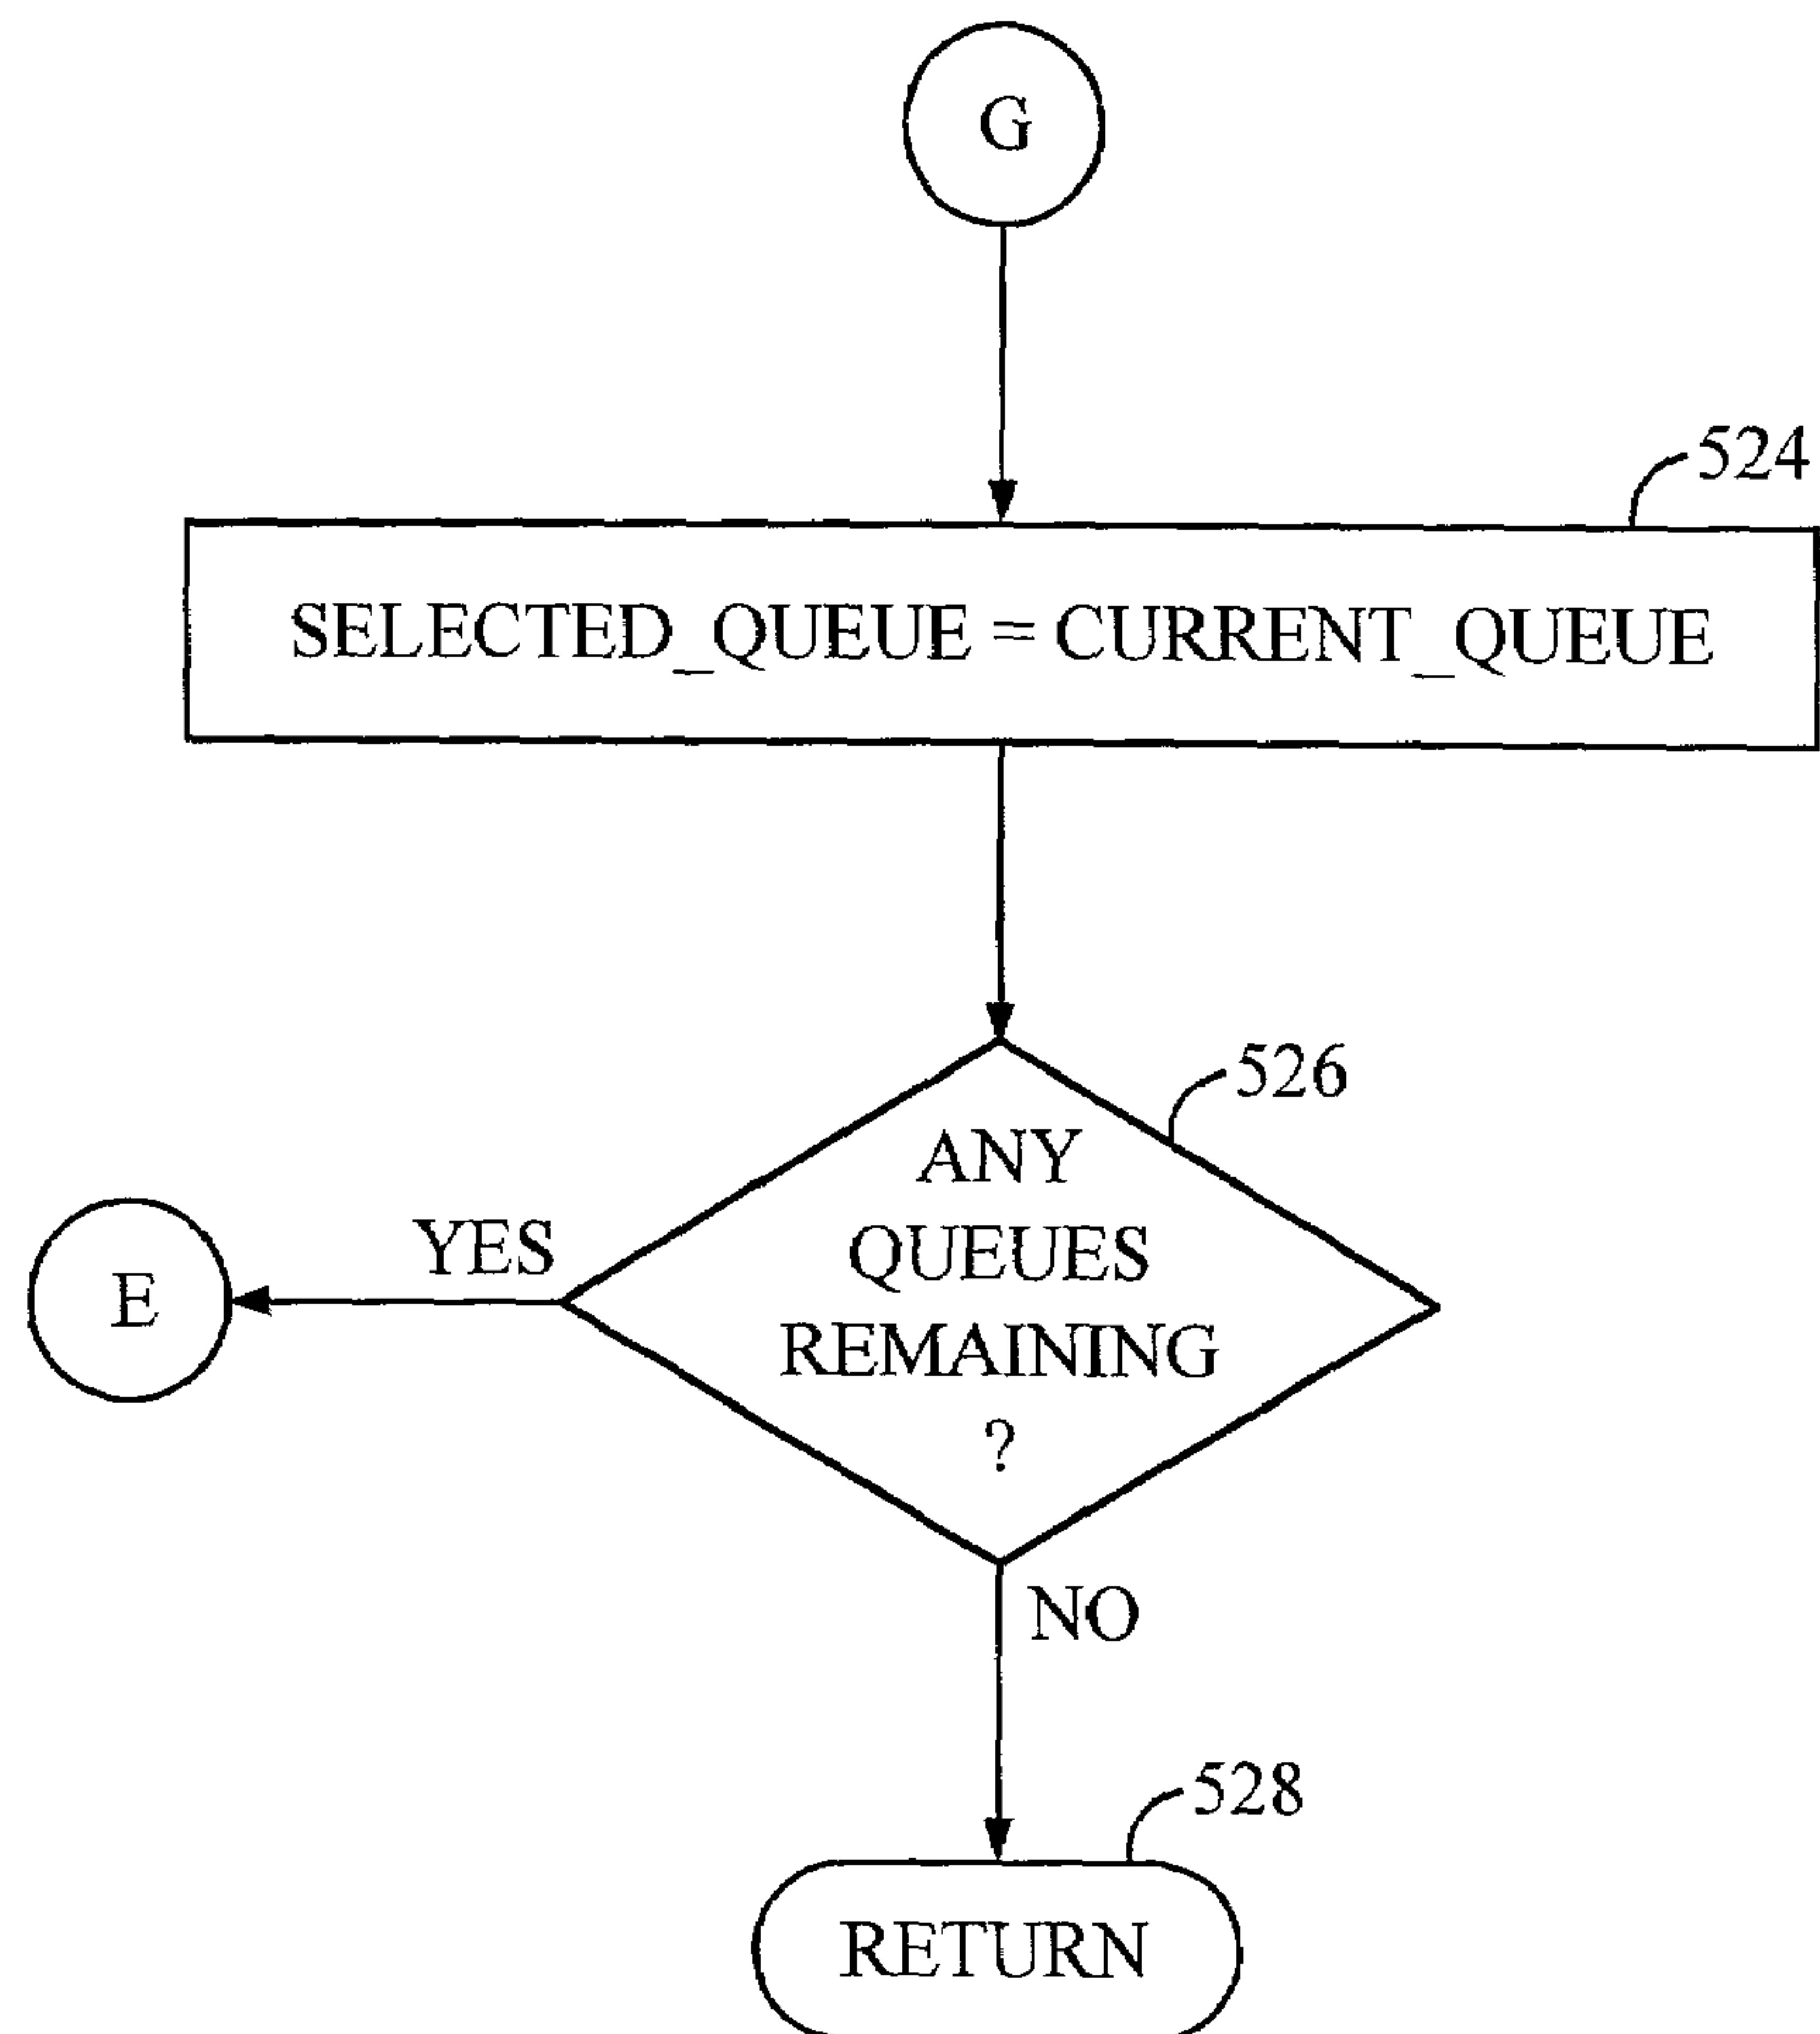 G
524
SELECTED_QUEUE = CURRENT_QUEUE
526
ANY
QUEUES
REMAINING
?
YES
E
NO
528
RETURN